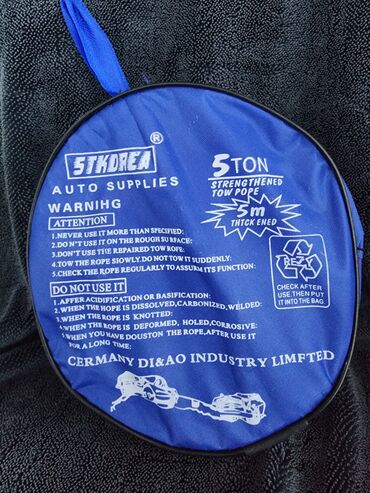 STKOREA®
AUTO SUPPLIES
WARNIHG
ATTENTION
1.NEVER USE IT MORE THAN SPECIFIED:
2.DON'T USE IT ON THE ROUGH SURFACE:
3.DON'T USE THE REPAIRED TOW ROPE:
4.TOW THE ROPE SLOWLY.DO NOT TOW IT SUDDENLY:
5.CHECK THE ROPE REGULARLY TO ASSURM ITS FUNCTION:
5TON
STRENGTHENED
TOW POPE
5m
THTCK ENED
CHECK AFTER
USE THEN PUT
IT INTO THE BAG.
DO NOT USE IT
1.AFFER ACIDIFICATION OR BASIFICATION:
2.WHEN THE HOPE IS DISSOLVED,CARBONIZED,WELDED:
3.WHEN THE ROPE IS KNOTTED:
4.WHEN THE ROPE IS DEFORMED, HOLED,CORROSIVE:
5.WHEN YOU HAVE DOUSTON THE ROPE,AFTER USE IT
FOR A LONG TIME:
CERMANY DI&AO INDUSTRY LIMFTED